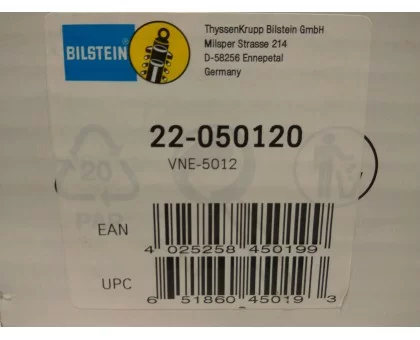 ThyssenKrupp Bilstein GmbH
Milsper Strasse 214
D-58256 Ennepetal
Germany
BILSTEIN
22-050120
VNE-5012
20
PAP
EAN
4 025258 450199
UPC
6 51860 45019 3